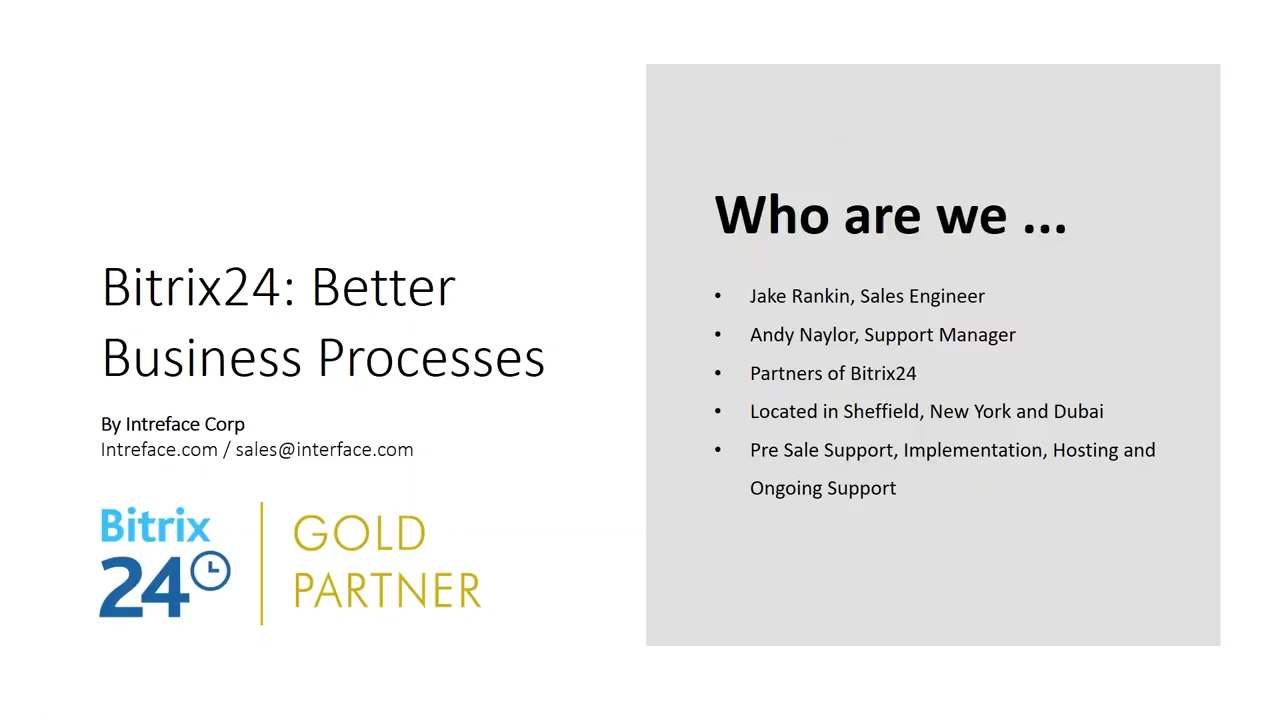 Bitrix24: Better
Business Processes
By Intreface Corp
Intreface.com / sales@interface.com
Bitrix
24
GOLD
PARTNER
Who are we ...
• Jake Rankin, Sales Engineer
• Andy Naylor, Support Manager
• Partners of Bitrix24
• Located in Sheffield, New York and Dubai
• Pre Sale Support, Implementation, Hosting and
Ongoing Support